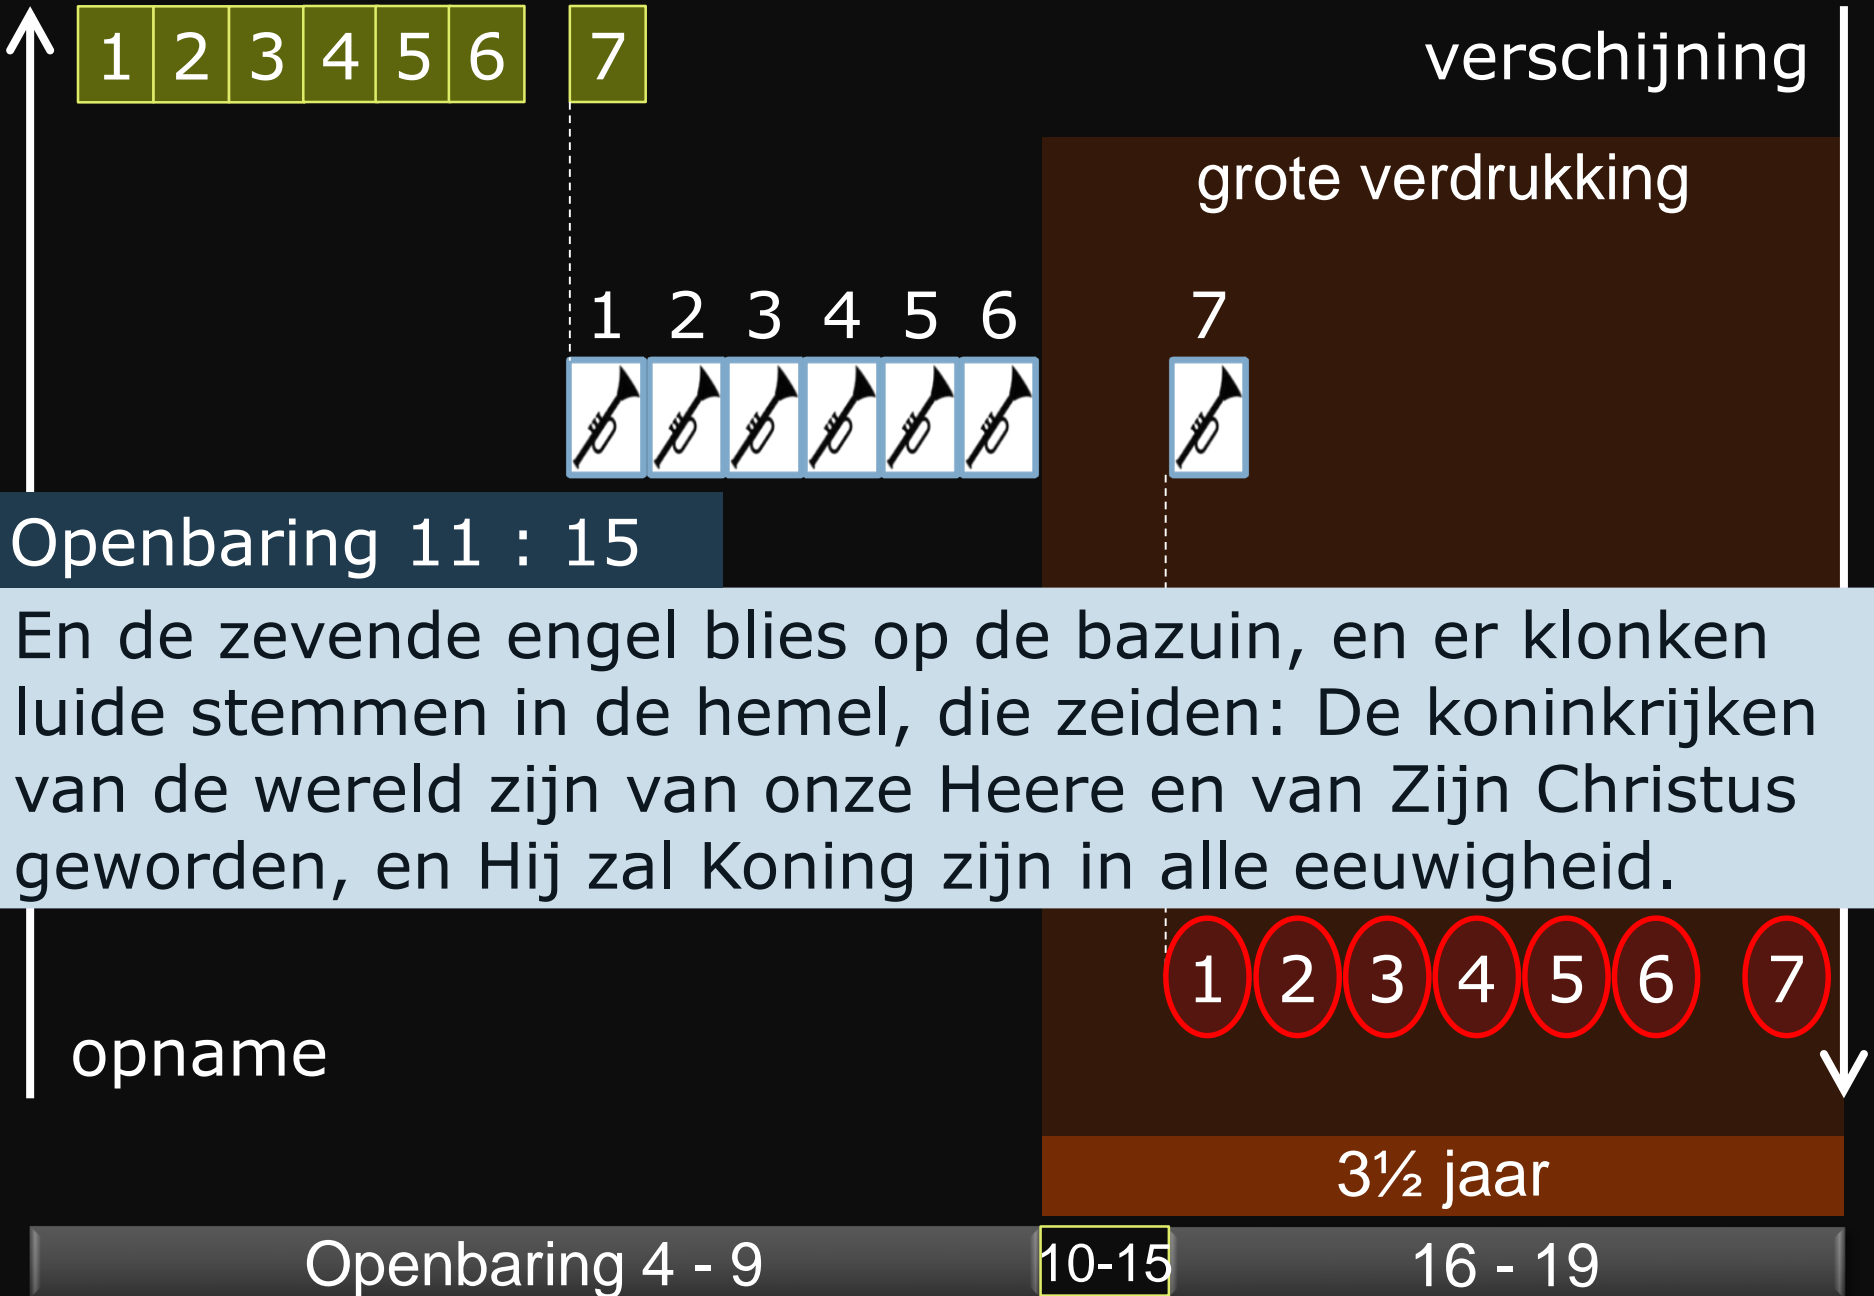 1 2 3 4 5 6 7
verschijning
grote verdrukking
1 2 3 4 5 6 7
Openbaring 11 : 15
En de zevende engel blies op de bazuin, en er klonken
luide stemmen in de hemel, die zeiden: De koninkrijken
van de wereld zijn van onze Heere en van Zijn Christus
geworden, en Hij zal Koning zijn in alle eeuwigheid.
1 2 3 4 5 6 7
opname
3½ jaar
Openbaring 4 - 9
10-15
16 - 19